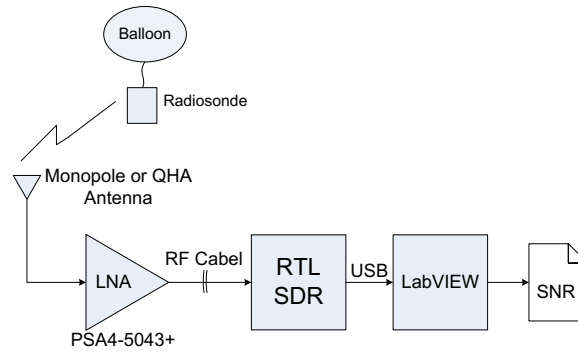 Balloon
Radiosonde
Monopole or QHA
Antenna
LNA
PSA4-5043+
RF Cabel
RTL
SDR
USB
LabVIEW
SNR